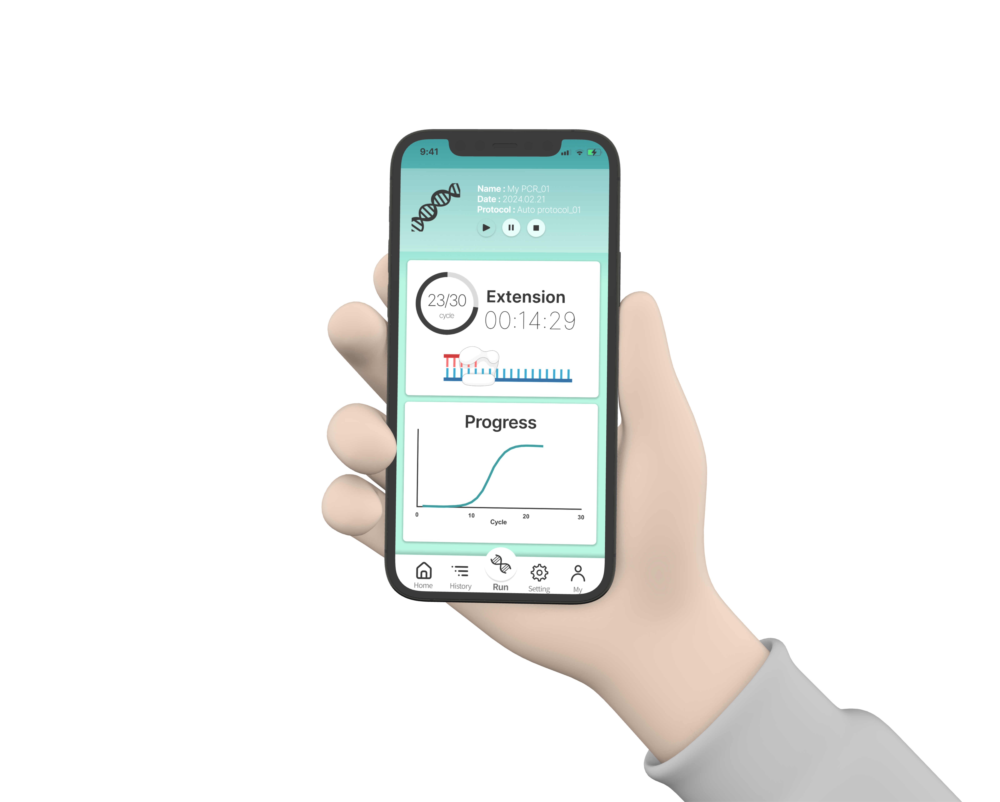 9:41
Name : My PCR_01
Date : 2024.02.21
Protocol : Auto protocol_01
23/30
cycle
Extension
00:14:29
Progress
0 10 20 30
Cycle
Home History Run Setting My